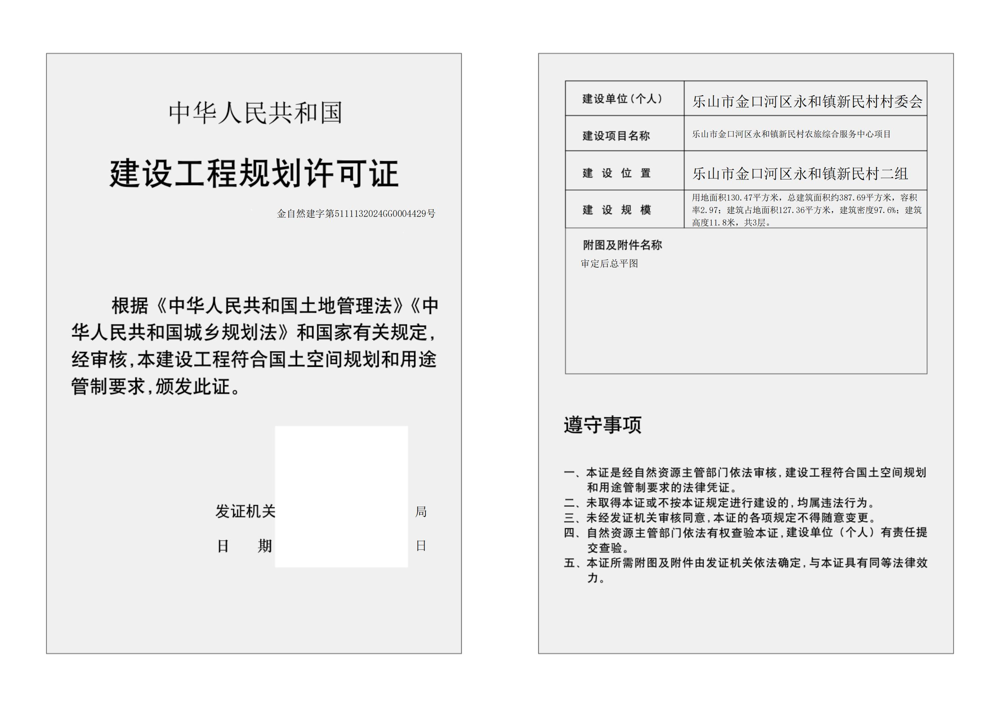 中华人民共和国
建设工程规划许可证
金自然建字第5111132024GG0004429号
根据《中华人民共和国土地管理法》《中
华人民共和国城乡规划法》和国家有关规定,
经审核,本建设工程符合国土空间规划和用途
管制要求,颁发此证。
发证机关 局
日 期 日
建设单位(个人) 乐山市金口河区永和镇新民村村委会
建设项目名称 乐山市金口河区永和镇新民村农旅综合服务中心项目
建 设 位 置 乐山市金口河区永和镇新民村二组
建 设 规 模
用地面积130.47平方米，总建筑面积约387.69平方米，容积
率2.97；建筑占地面积127.36平方米，建筑密度97.6%；建筑
高度11.8米，共3层。
附图及附件名称
审定后总平图
遵守事项
一、本证是经自然资源主管部门依法审核,建设工程符合国土空间规划
和用途管制要求的法律凭证。
二、未取得本证或不按本证规定进行建设的,均属违法行为。
三、未经发证机关审核同意,本证的各项规定不得随意变更。
四、自然资源主管部门依法有权查验本证,建设单位（个人）有责任提
交查验。
五、本证所需附图及附件由发证机关依法确定,与本证具有同等法律效
力。